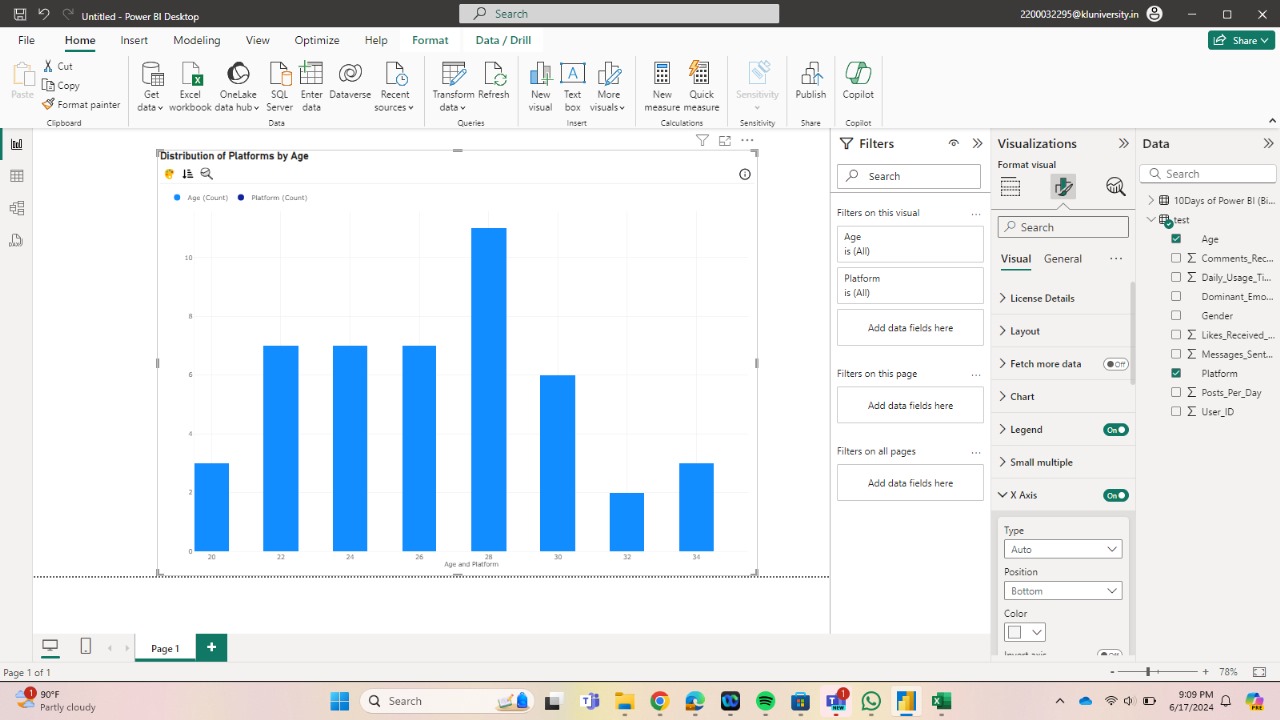 Untitled - Power BI Desktop
Search
2200032295@kluniversity.in
File Home Insert Modeling View Optimize Help Format Data / Drill
Share
Paste
Cut
Copy
Format painter
Clipboard
Get data
Excel workbook
OneLake data hub
SQL Server
Enter data
Dataverse
Recent sources
Data
Transform data
Refresh
Queries
New visual
Text box
More visuals
Insert
New measure
Quick measure
Calculations
Sensitivity
Sensitivity
Publish
Share
Copilot
Copilot
Distribution of Platforms by Age
Age (Count) Platform (Count)
10
8
6
4
2
0
20 22 24 26 28 30 32 34
Age and Platform
Filters
Search
Filters on this visual ...
Age
is (All)
Platform
is (All)
Add data fields here
Filters on this page ...
Add data fields here
Filters on all pages ...
Add data fields here
Visualizations
Format visual
Search
Visual General ...
License Details
Layout
Fetch more data Off
Chart
Legend On
Small multiple
X Axis On
Type
Auto
Position
Bottom
Color
Invert axis Off
Data
Search
10Days of Power BI (Bi...
test
Age
Comments_Rec...
Daily_Usage_Ti...
Dominant_Emo...
Gender
Likes_Received_...
Messages_Sent...
Platform
Posts_Per_Day
User_ID
Page 1
Page 1 of 1
78%
1
90°F
Partly cloudy
Search
NEW
1
9:09 PM
6/17/2024
PRE